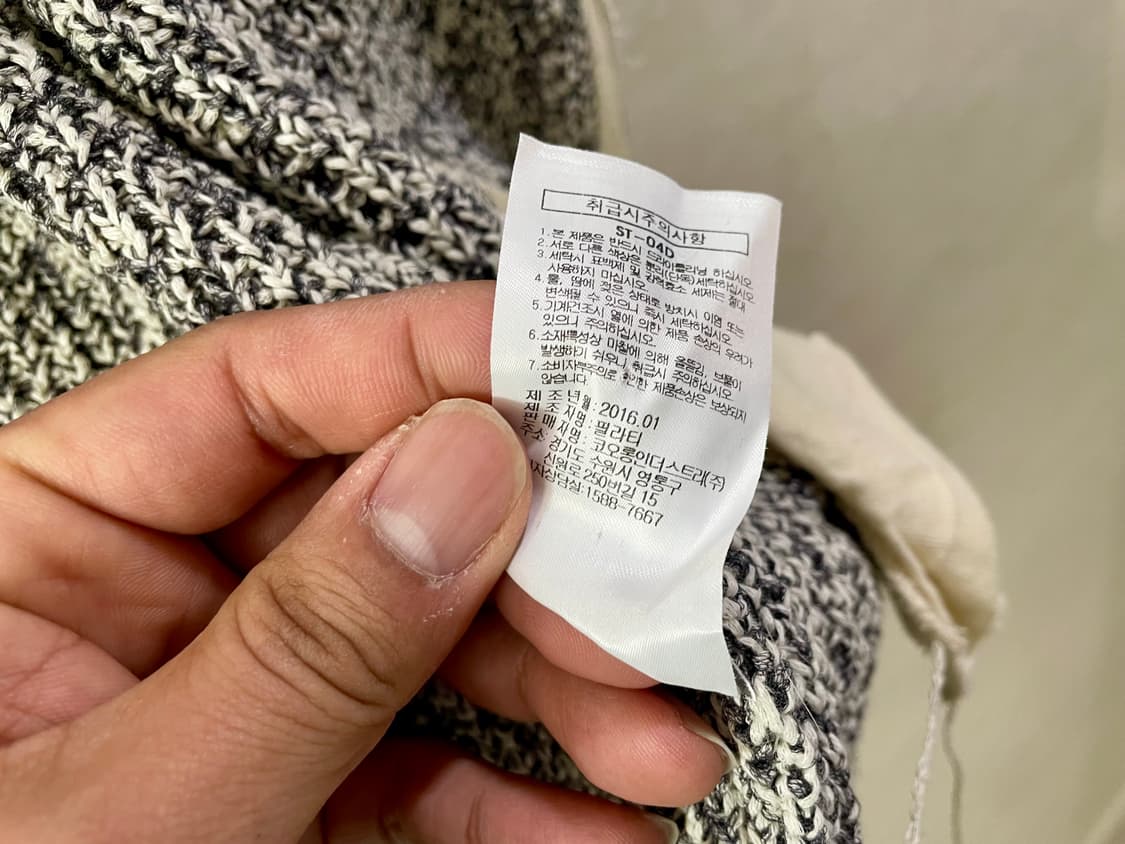 취급시주의사항
ST-04D
1. 본 제품은 반드시 드라이클리닝 하십시오
2. 서로 다른 색상은 분리(단독)세탁하십시오
3. 세탁시 표백제 및 강력효소 세제는 절대
사용하지 마십시오.
4. 물, 땀에 젖은 상태로 방치시 이염 또는
변색될 수 있으니 즉시 세탁하십시오.
5. 기계건조시 열에 의한 제품 손상의 우려가
있으니 주의하십시오.
6. 소재특성상 마찰에 의해 올뜯김, 보풀이
발생하기 쉬우니 취급시 주의하십시오.
7. 소비자부주의로 인한 제품손상은 보상되지
않습니다.
제 조 년 월 : 2016.01
제 조 자 명 : 필라티
판 매 자 명 : 코오롱인더스트리(주)
주소: 경기도 수원시 영통구
신원로 250번길 15
자상담실: 1588-7667